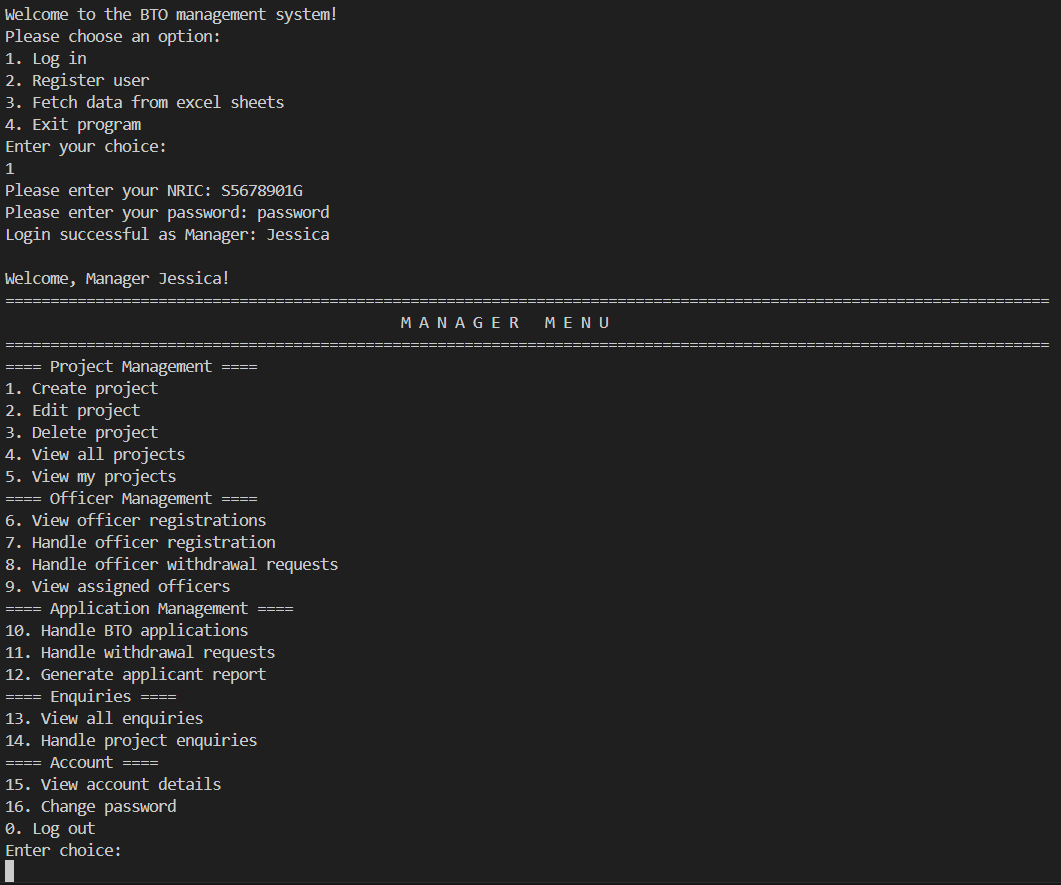 Welcome to the BTO management system!
Please choose an option:
1. Log in
2. Register user
3. Fetch data from excel sheets
4. Exit program
Enter your choice:
1
Please enter your NRIC: S5678901G
Please enter your password: password
Login successful as Manager: Jessica
Welcome, Manager Jessica!
====================================================================================================================
M A N A G E R   M E N U
====================================================================================================================
==== Project Management ====
1. Create project
2. Edit project
3. Delete project
4. View all projects
5. View my projects
==== Officer Management ====
6. View officer registrations
7. Handle officer registration
8. Handle officer withdrawal requests
9. View assigned officers
==== Application Management ====
10. Handle BTO applications
11. Handle withdrawal requests
12. Generate applicant report
==== Enquiries ====
13. View all enquiries
14. Handle project enquiries
==== Account ====
15. View account details
16. Change password
0. Log out
Enter choice: